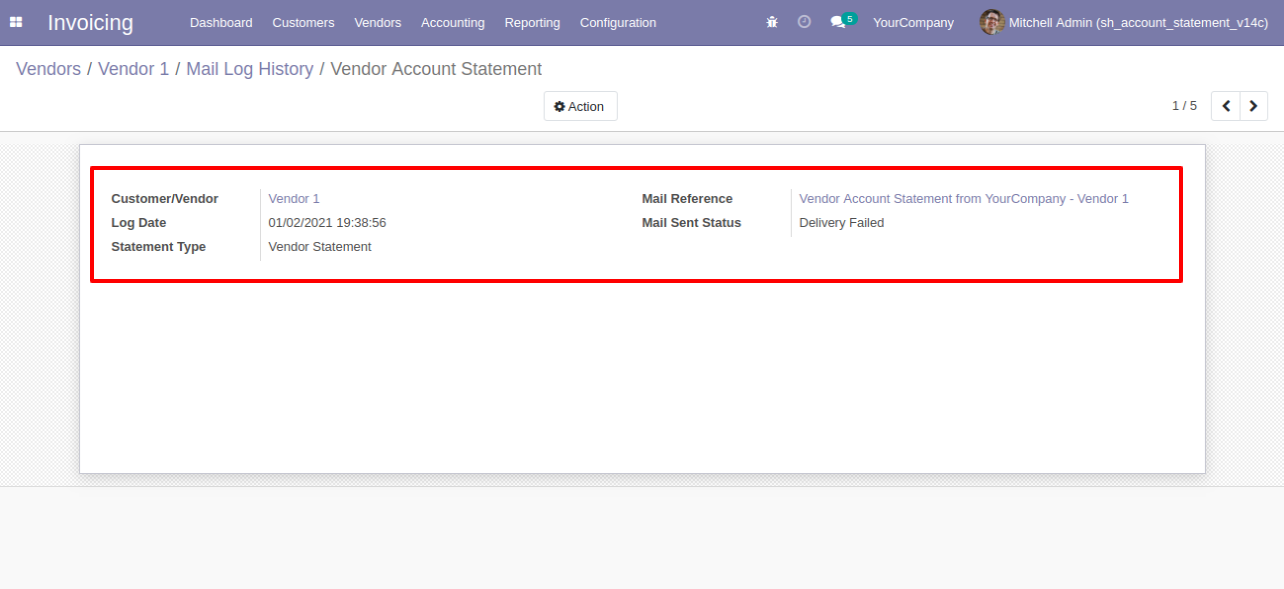 Invoicing Dashboard Customers Vendors Accounting Reporting Configuration 5 YourCompany Mitchell Admin (sh_account_statement_v14c)
Vendors / Vendor 1 / Mail Log History / Vendor Account Statement
Action 1 / 5
Customer/Vendor Vendor 1 Mail Reference Vendor Account Statement from YourCompany - Vendor 1
Log Date 01/02/2021 19:38:56 Mail Sent Status Delivery Failed
Statement Type Vendor Statement